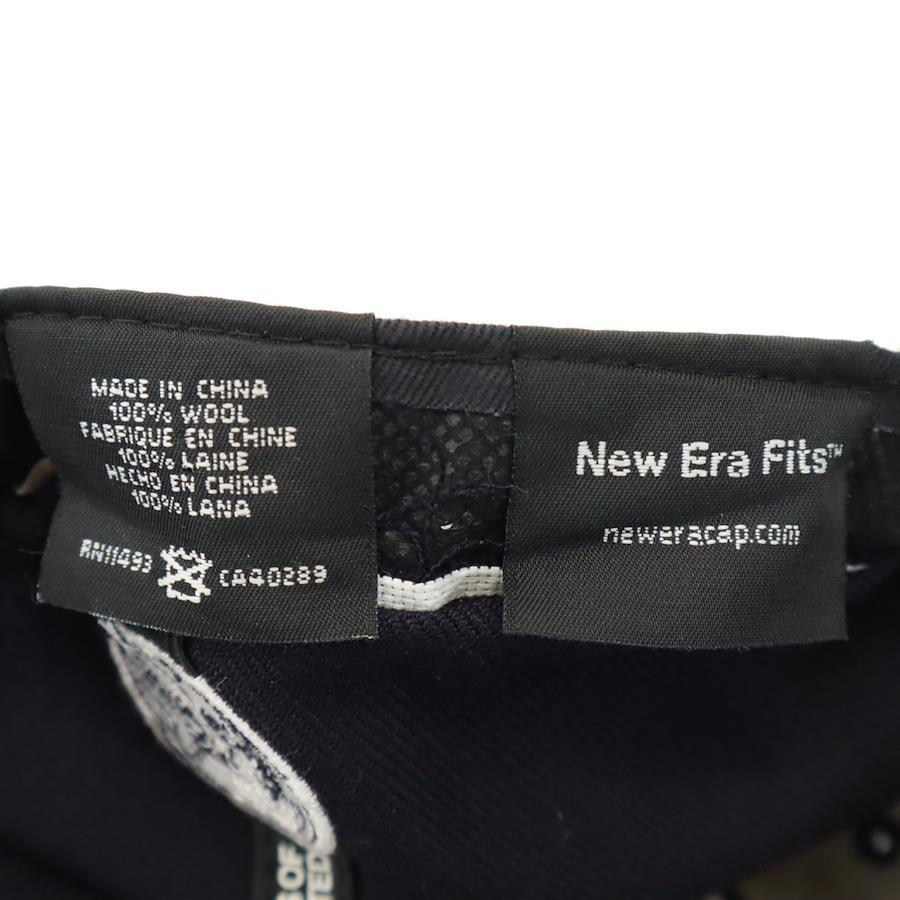 MADE IN CHINA
100% WOOL
FABRIQUE EN CHINE
100% LAINE
HECHO EN CHINA
100% LANA
RN11493 CA40289
New Era Fits™
neweracap.com
OF